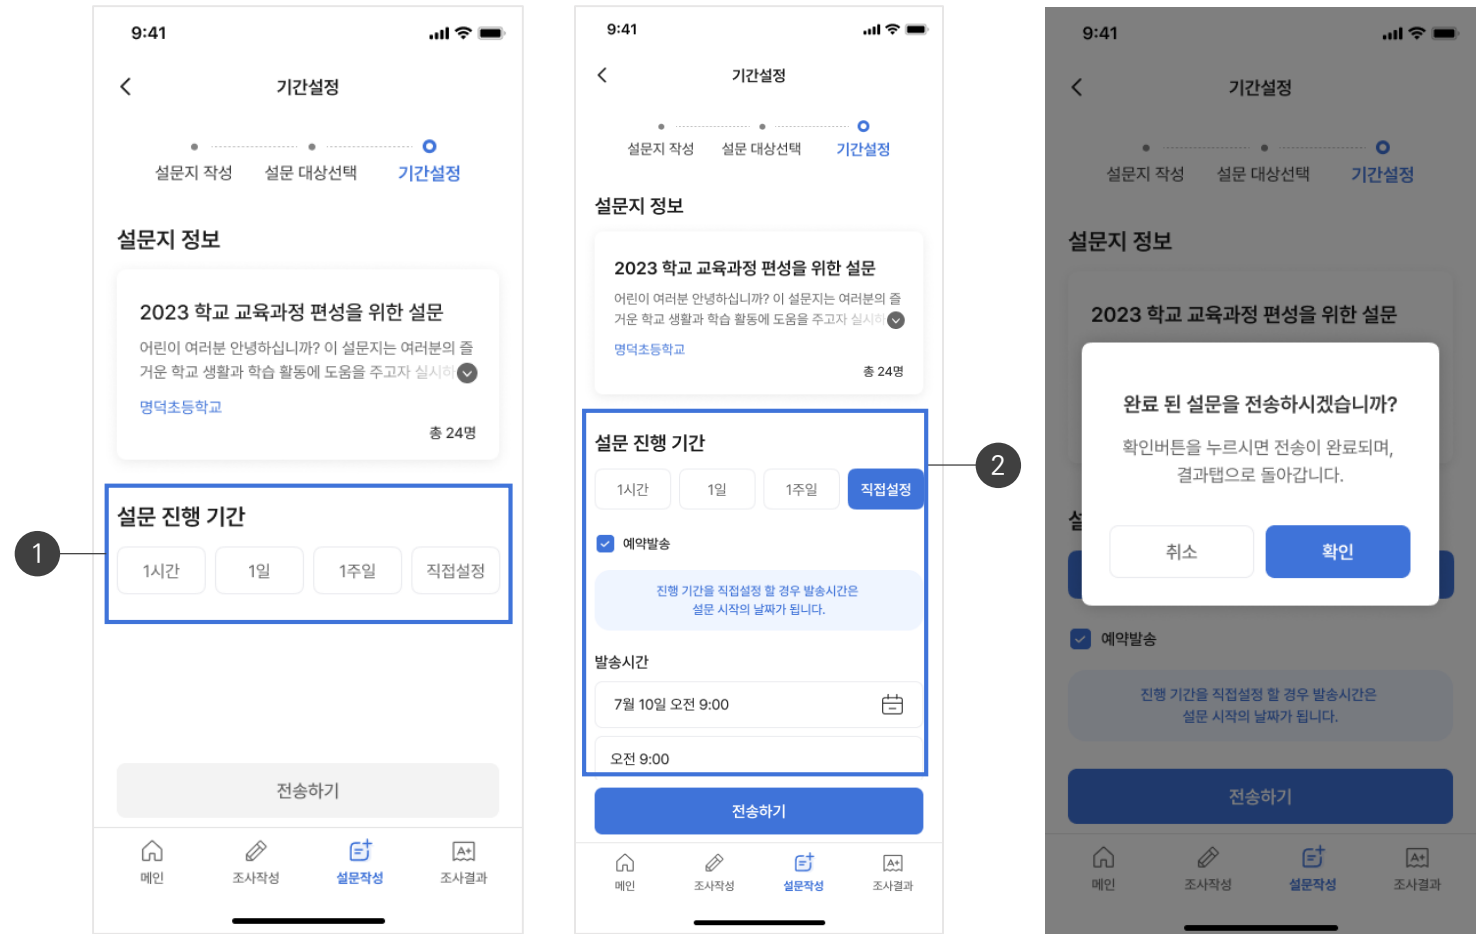 9:41
기간설정
설문지 작성
설문 대상선택
기간설정
설문지 정보
2023 학교 교육과정 편성을 위한 설문
어린이 여러분 안녕하십니까? 이 설문지는 여러분의 즐
거운 학교 생활과 학습 활동에 도움을 주고자 실시하
명덕초등학교
총 24명
1
설문 진행 기간
1시간
1일
1주일
직접설정
전송하기
메인
조사작성
설문작성
조사결과
9:41
기간설정
설문지 작성
설문 대상선택
기간설정
설문지 정보
2023 학교 교육과정 편성을 위한 설문
어린이 여러분 안녕하십니까? 이 설문지는 여러분의 즐
거운 학교 생활과 학습 활동에 도움을 주고자 실시하
명덕초등학교
총 24명
설문 진행 기간
2
1시간
1일
1주일
직접설정
예약발송
진행 기간을 직접설정 할 경우 발송시간은
설문 시작의 날짜가 됩니다.
발송시간
7월 10일 오전 9:00
오전 9:00
전송하기
메인
조사작성
설문작성
조사결과
9:41
기간설정
설문지 작성
설문 대상선택
기간설정
설문지 정보
2023 학교 교육과정 편성을 위한 설문
완료 된 설문을 전송하시겠습니까?
확인버튼을 누르시면 전송이 완료되며,
결과탭으로 돌아갑니다.
취소
확인
예약발송
진행 기간을 직접설정 할 경우 발송시간은
설문 시작의 날짜가 됩니다.
전송하기
메인
조사작성
설문작성
조사결과